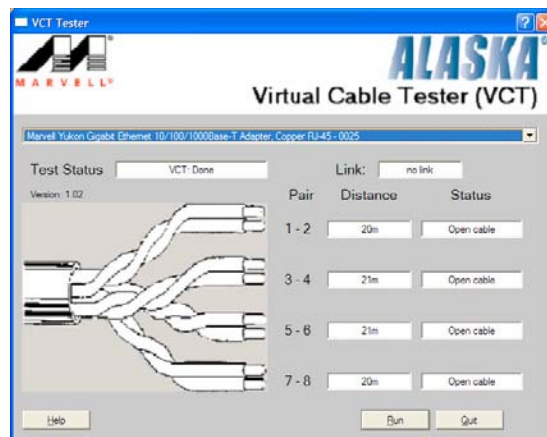 VCT Tester
MARVELL®
ALASKA®
Virtual Cable Tester (VCT)
Marvell Yukon Gigabit Ethernet 10/100/1000Base-T Adapter, Copper RJ-45 - 0025
Test Status VCT: Done Link: no link
Version: 1.02
Pair Distance Status
1 - 2 20m Open cable
3 - 4 21m Open cable
5 - 6 21m Open cable
7 - 8 20m Open cable
Help Run Quit